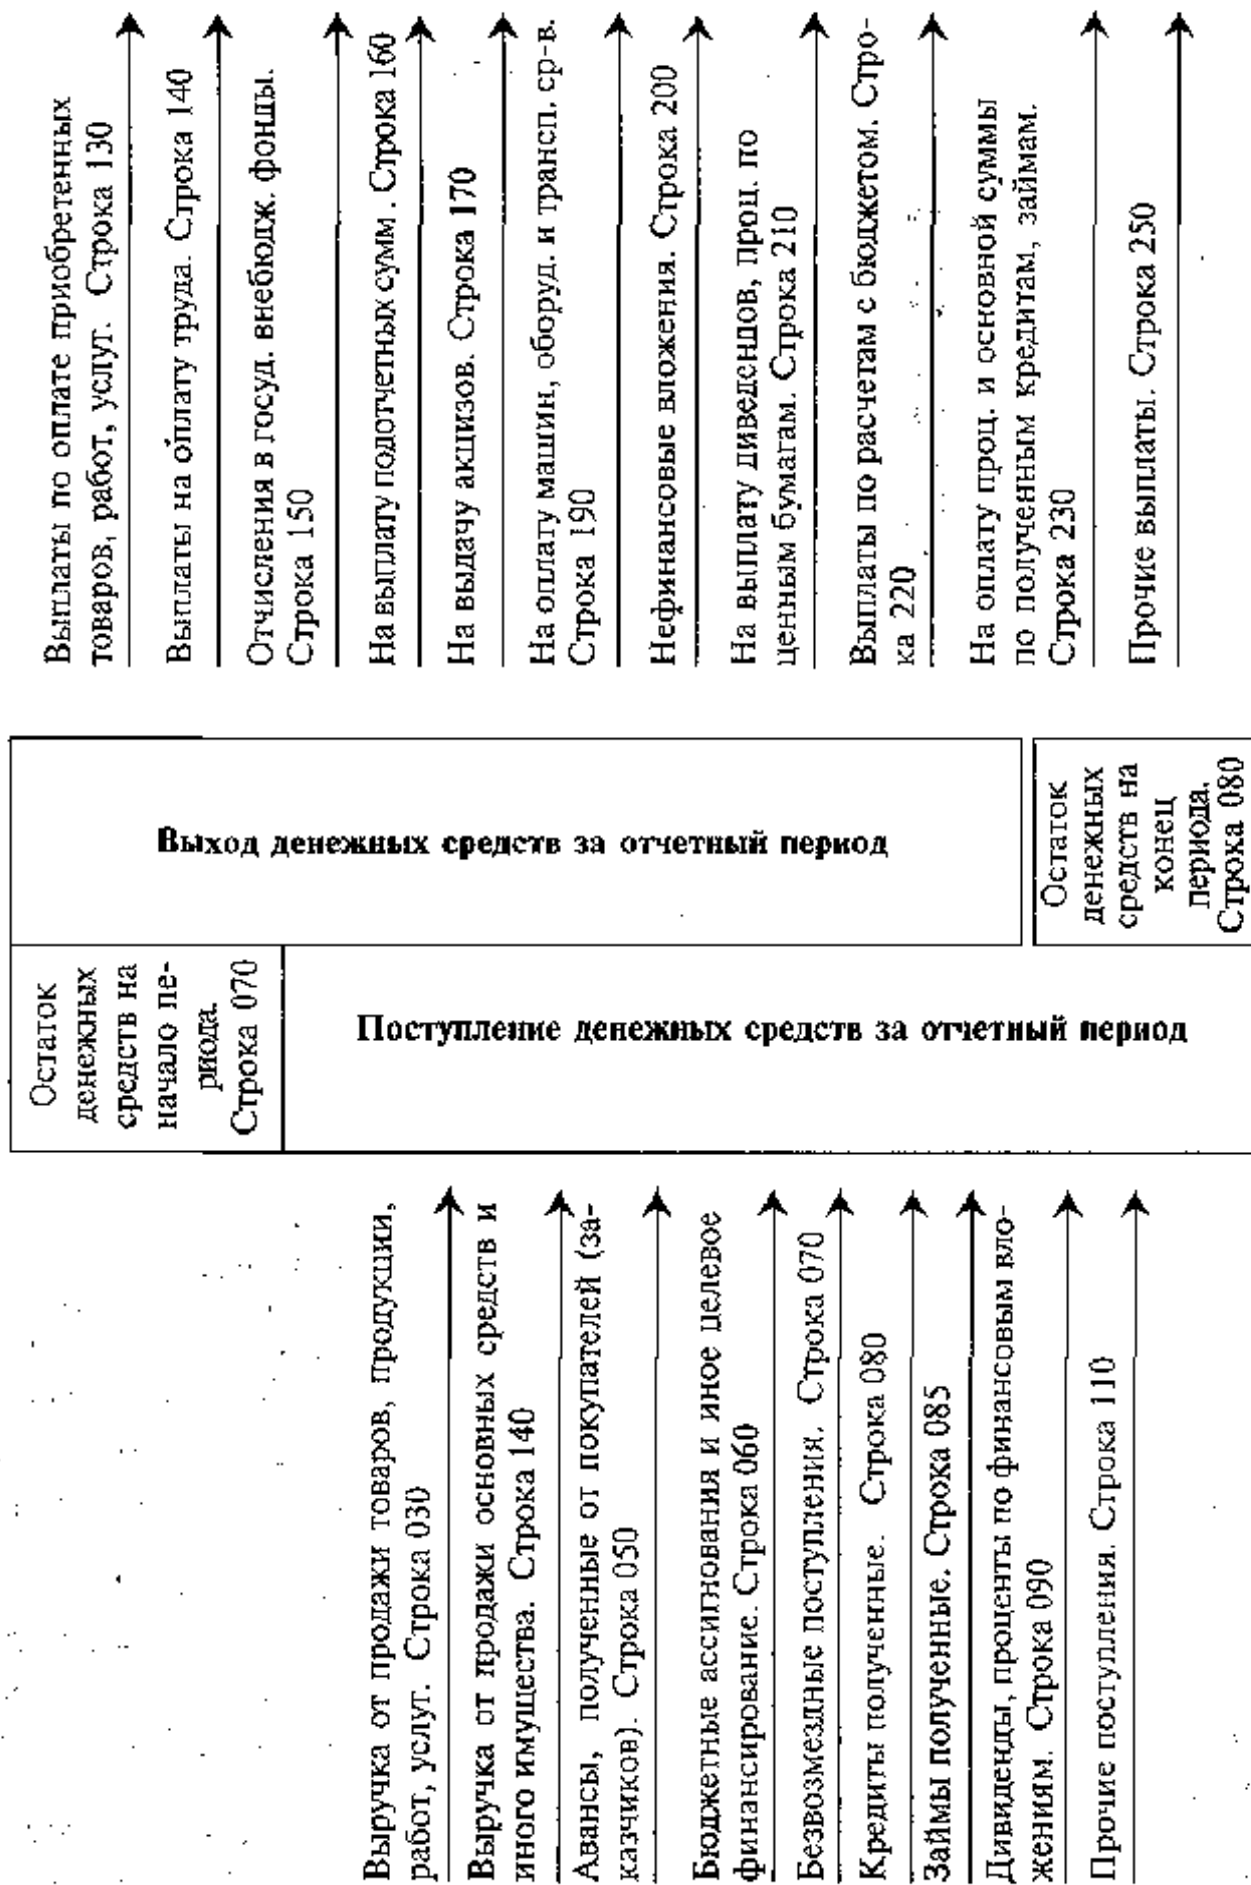 Выручка от продажи товаров, продукции,
работ, услуг. Строка 030
Выручка от продажи основных средств и
иного имущества. Строка 140
Авансы, полученные от покупателей (за-
казчиков). Строка 050
Бюджетные ассигнования и иное целевое
финансирование. Строка 060
Безвозмездные поступления. Строка 070
Кредиты полученные. Строка 080
Займы полученные. Строка 085
Дивиденды, проценты по финансовым вло-
жениям. Строка 090
Прочие поступления. Строка 110
Остаток
денежных
средств на
начало пе-
риода.
Строка 070
Поступление денежных средств за отчетный период
Выход денежных средств за отчетный период
Остаток
денежных
средств на
конец
периода.
Строка 080
Выплаты по оплате приобретенных
товаров, работ, услуг. Строка 130
Выплаты на оплату труда. Строка 140
Отчисления в госуд. внебюдж. фонды.
Строка 150
На выплату подотчетных сумм. Строка 160
На выдачу акцизов. Строка 170
На оплату машин, оборуд. и трансп. ср-в.
Строка 190
Нефинансовые вложения. Строка 200
На выплату диведендов, проц. по
ценным бумагам. Строка 210
Выплаты по расчетам с бюджетом. Стро-
ка 220
На оплату проц. и основной суммы
по полученным кредитам, займам.
Строка 230
Прочие выплаты. Строка 250